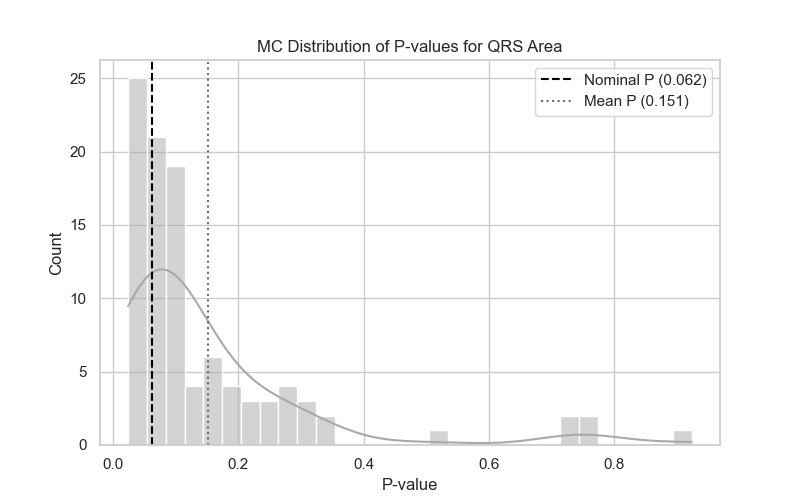 MC Distribution of P-values for QRS Area
Nominal P (0.062)
Mean P (0.151)
25
20
15
10
5
0
Count
0.0 0.2 0.4 0.6 0.8
P-value